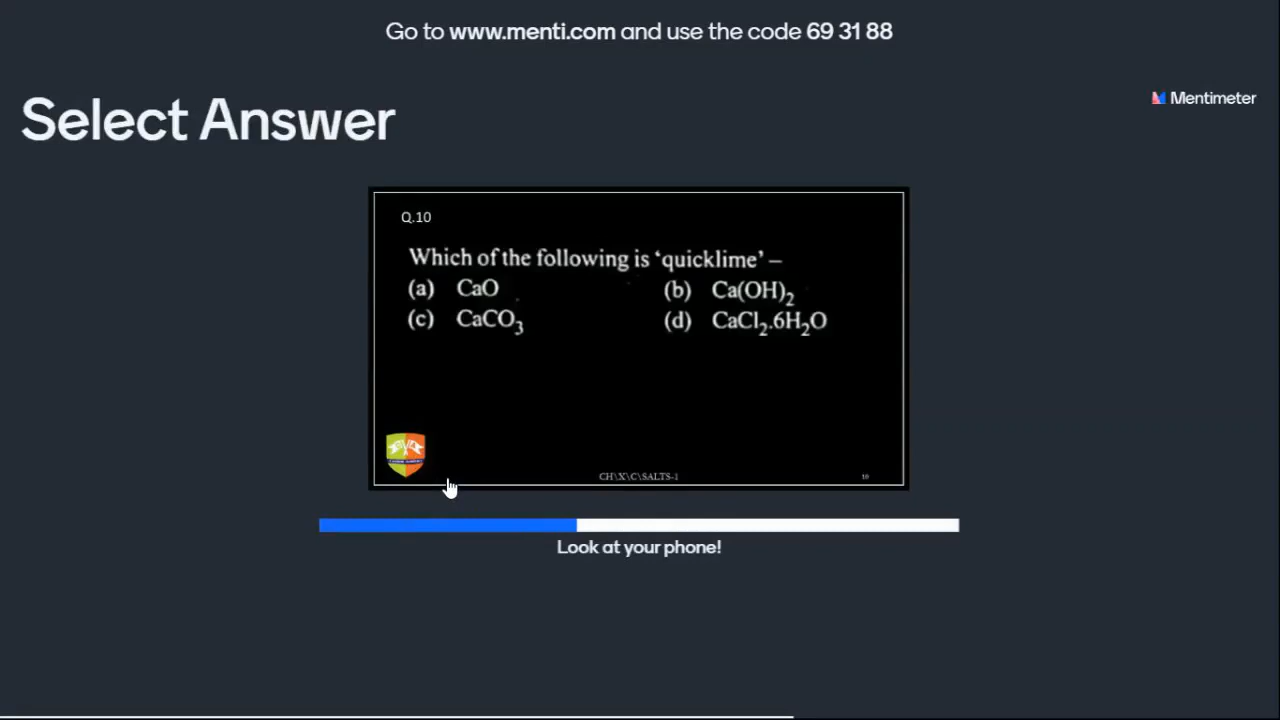 Go to www.menti.com and use the code 69 31 88
Mentimeter
Select Answer
Q.10
Which of the following is ‘quicklime’ –
(a) CaO (b) Ca(OH)₂
(c) CaCO₃ (d) CaCl₂.6H₂O
CH\X\C\SALTS-1
10
Look at your phone!